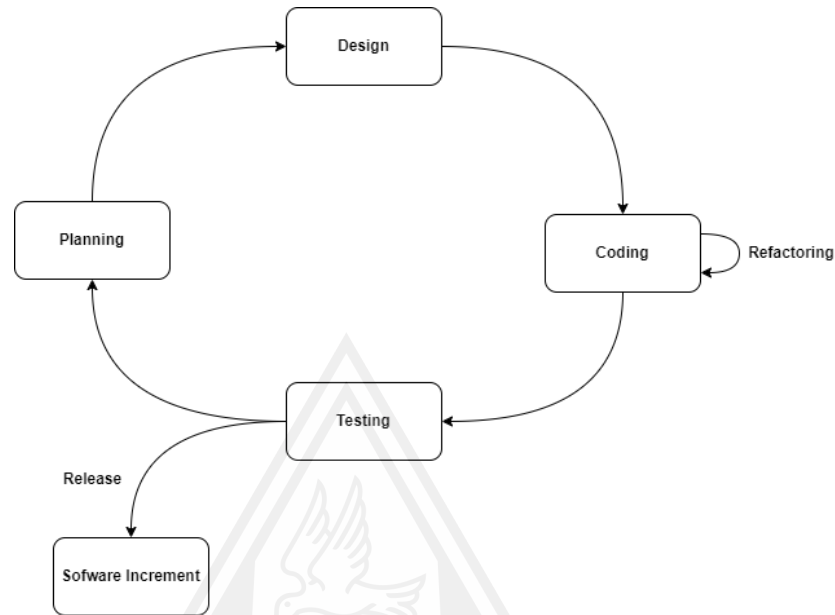 Design
Planning
Coding
Refactoring
Testing
Release
Sofware Increment